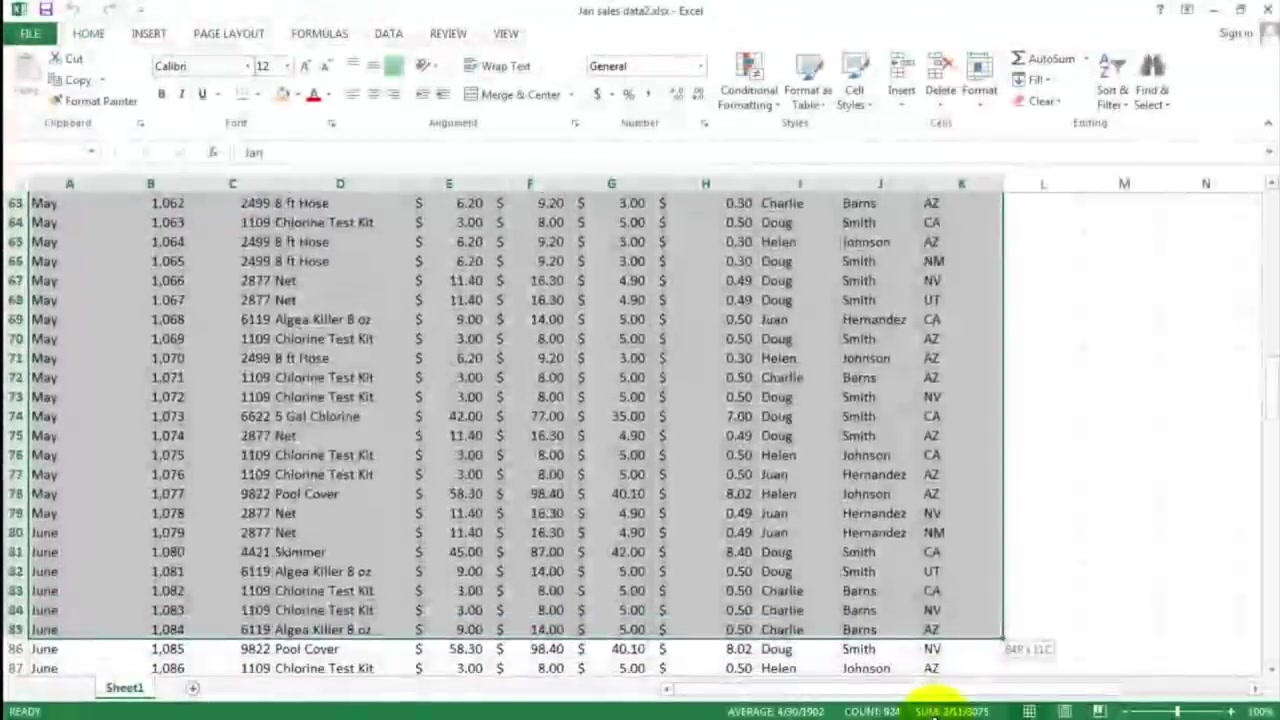 Jan sales data2.xlsx - Excel
? Sign in
FILE HOME INSERT PAGE LAYOUT FORMULAS DATA REVIEW VIEW
Cut
Copy
Format Painter
Clipboard
Calibri 12
B I U
Font
Wrap Text
Merge & Center
Alignment
General
$ % ,
Number
Conditional Formatting
Format as Table
Cell Styles
Styles
Insert Delete Format
Cells
AutoSum
Fill
Clear
Sort & Filter
Find & Select
Editing
fx Jan
A B C D E F G H I J K L M N
63 May 1,062 2499 8 ft Hose $ 6.20 $ 9.20 $ 3.00 $ 0.30 Charlie Barns AZ
64 May 1,063 1109 Chlorine Test Kit $ 3.00 $ 8.00 $ 5.00 $ 0.50 Doug Smith CA
65 May 1,064 2499 8 ft Hose $ 6.20 $ 9.20 $ 3.00 $ 0.30 Helen Johnson AZ
66 May 1,065 2499 8 ft Hose $ 6.20 $ 9.20 $ 3.00 $ 0.30 Doug Smith NM
67 May 1,066 2877 Net $ 11.40 $ 16.30 $ 4.90 $ 0.49 Doug Smith NV
68 May 1,067 2877 Net $ 11.40 $ 16.30 $ 4.90 $ 0.49 Doug Smith UT
69 May 1,068 6119 Algea Killer 8 oz $ 9.00 $ 14.00 $ 5.00 $ 0.50 Juan Hernandez CA
70 May 1,069 1109 Chlorine Test Kit $ 3.00 $ 8.00 $ 5.00 $ 0.50 Doug Smith AZ
71 May 1,070 2499 8 ft Hose $ 6.20 $ 9.20 $ 3.00 $ 0.30 Helen Johnson AZ
72 May 1,071 1109 Chlorine Test Kit $ 3.00 $ 8.00 $ 5.00 $ 0.50 Charlie Barns AZ
73 May 1,072 1109 Chlorine Test Kit $ 3.00 $ 8.00 $ 5.00 $ 0.50 Doug Smith NV
74 May 1,073 6622 5 Gal Chlorine $ 42.00 $ 77.00 $ 35.00 $ 7.00 Doug Smith CA
75 May 1,074 2877 Net $ 11.40 $ 16.30 $ 4.90 $ 0.49 Doug Smith AZ
76 May 1,075 1109 Chlorine Test Kit $ 3.00 $ 8.00 $ 5.00 $ 0.50 Helen Johnson CA
77 May 1,076 1109 Chlorine Test Kit $ 3.00 $ 8.00 $ 5.00 $ 0.50 Juan Hernandez AZ
78 May 1,077 9822 Pool Cover $ 58.30 $ 98.40 $ 40.10 $ 8.02 Helen Johnson AZ
79 May 1,078 2877 Net $ 11.40 $ 16.30 $ 4.90 $ 0.49 Juan Hernandez NV
80 June 1,079 2877 Net $ 11.40 $ 16.30 $ 4.90 $ 0.49 Juan Hernandez NM
81 June 1,080 4421 Skimmer $ 45.00 $ 87.00 $ 42.00 $ 8.40 Doug Smith CA
82 June 1,081 6119 Algea Killer 8 oz $ 9.00 $ 14.00 $ 5.00 $ 0.50 Doug Smith UT
83 June 1,082 1109 Chlorine Test Kit $ 3.00 $ 8.00 $ 5.00 $ 0.50 Charlie Barns CA
84 June 1,083 1109 Chlorine Test Kit $ 3.00 $ 8.00 $ 5.00 $ 0.50 Charlie Barns NV
85 June 1,084 6119 Algea Killer 8 oz $ 9.00 $ 14.00 $ 5.00 $ 0.50 Charlie Barns AZ
86 June 1,085 9822 Pool Cover $ 58.30 $ 98.40 $ 40.10 $ 8.02 Doug Smith NV
84R x 11C
87 June 1,086 1109 Chlorine Test Kit $ 3.00 $ 8.00 $ 5.00 $ 0.50 Helen Johnson AZ
Sheet1
READY AVERAGE: 4/30/1902 COUNT: 924 SUM: 2/11/3075 100%